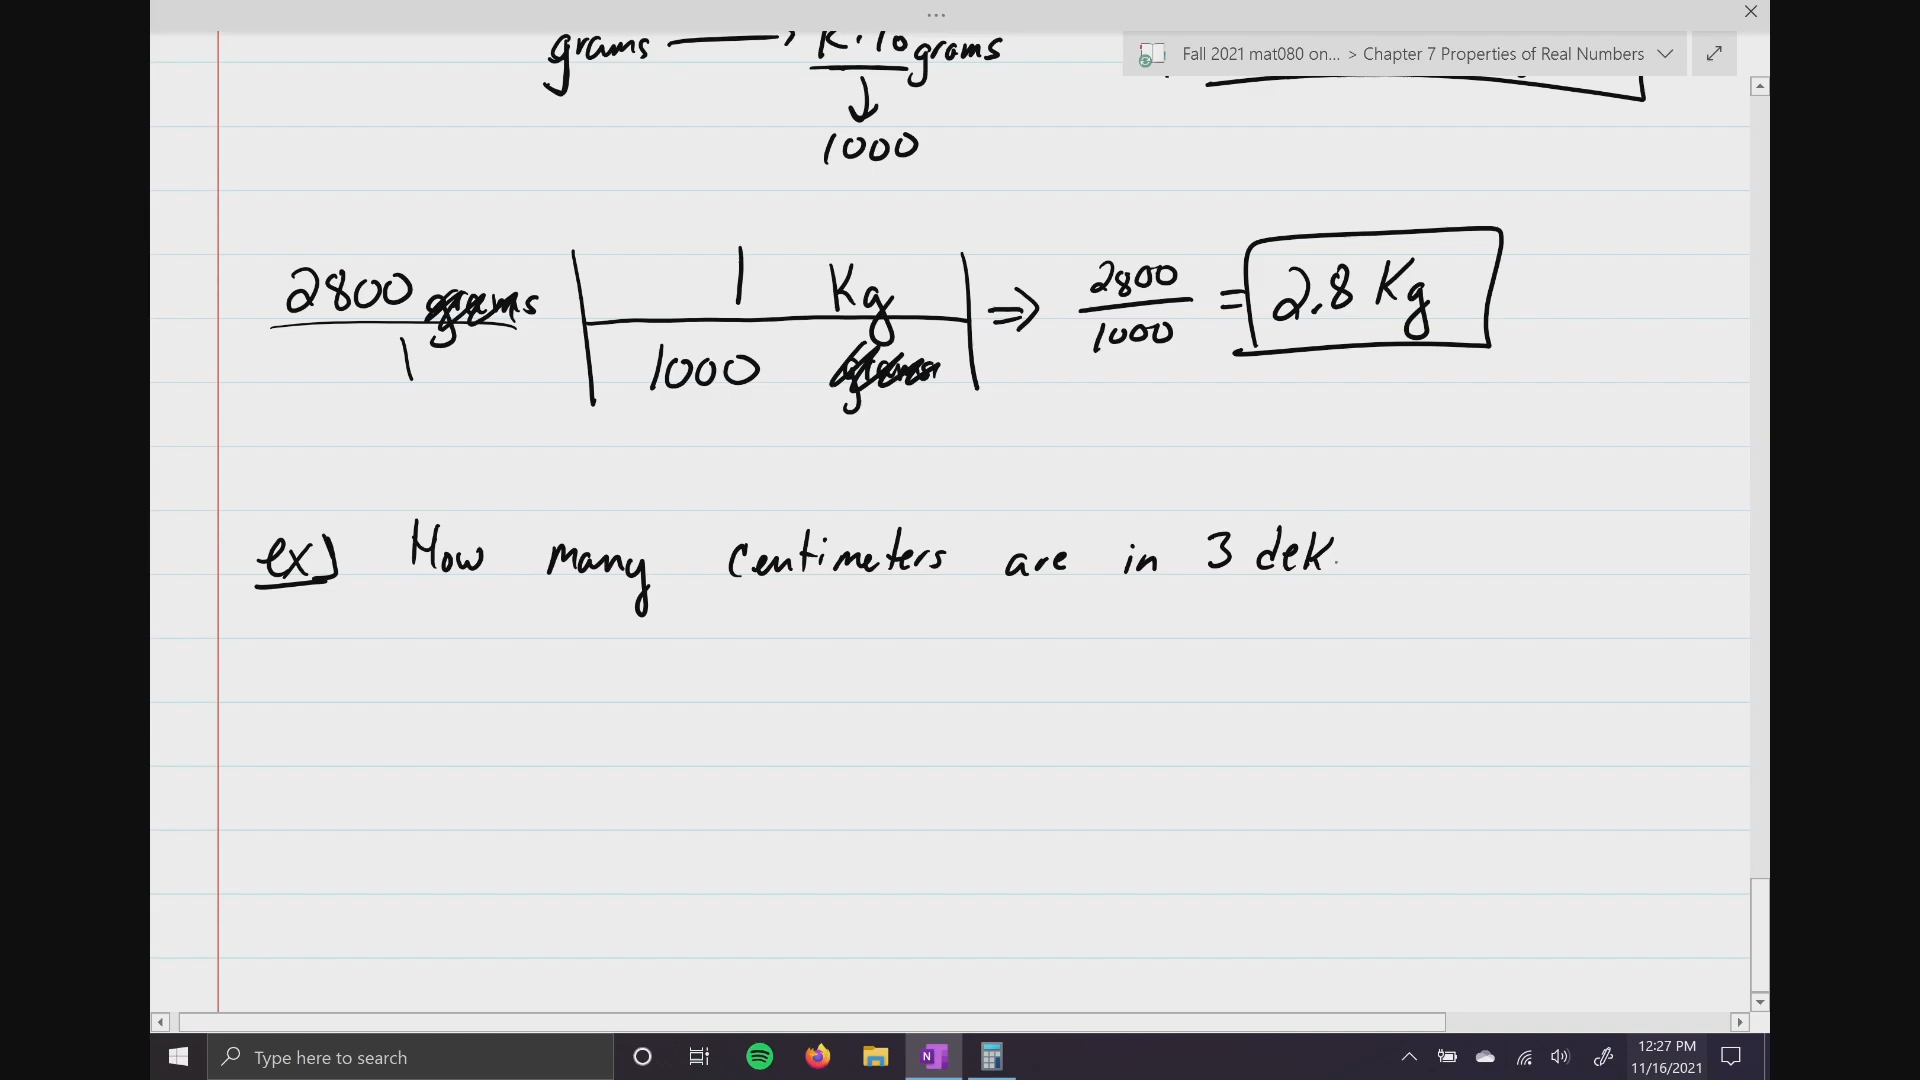 ...
grams → Kilo grams
Fall 2021 mat080 on... > Chapter 7 Properties of Real Numbers
↓
1000
2800 grams | 1 Kg | ⇒ 2800 = 2.8 Kg
1 | 1000 grams | 1000
ex) How many centimeters are in 3 dek
Type here to search
N
12:27 PM
11/16/2021